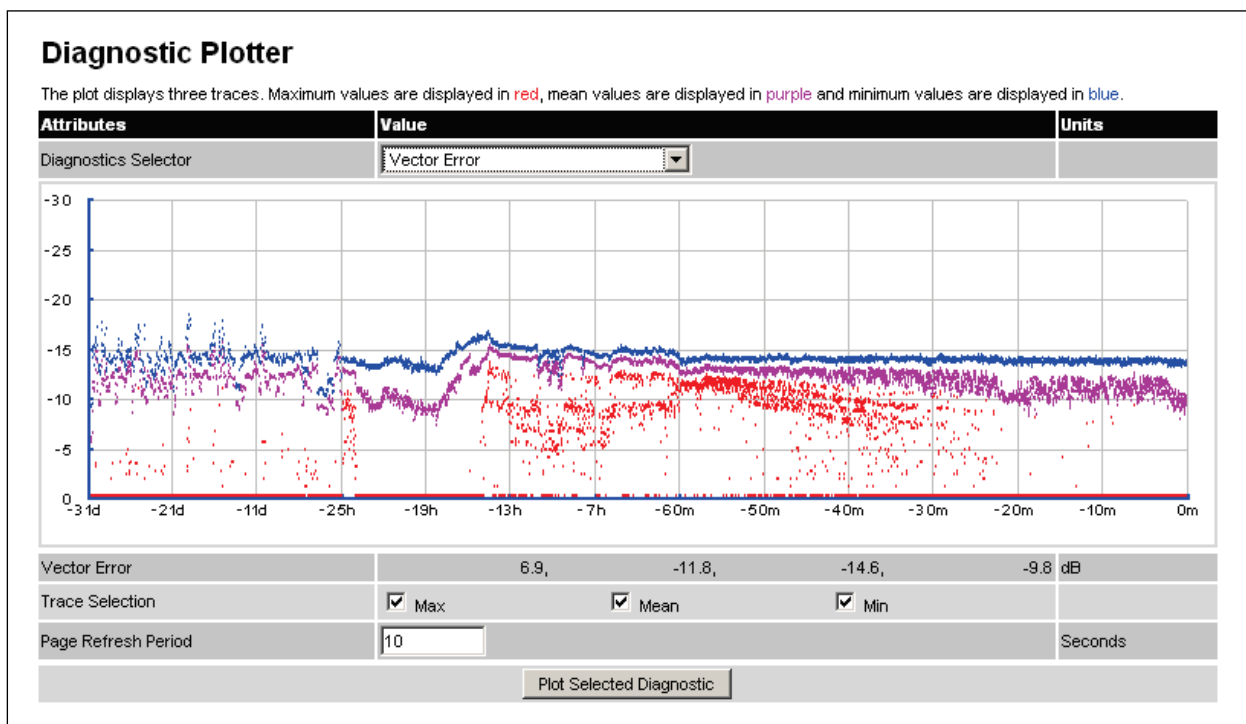 Diagnostic Plotter
The plot displays three traces. Maximum values are displayed in red, mean values are displayed in purple and minimum values are displayed in blue.
Attributes Value Units
Diagnostics Selector Vector Error
-30
-25
-20
-15
-10
-5
0
-31d -21d -11d -25h -19h -13h -7h -60m -50m -40m -30m -20m -10m 0m
Vector Error 6.9, -11.8, -14.6, -9.8 dB
Trace Selection Max Mean Min
Page Refresh Period 10 Seconds
Plot Selected Diagnostic